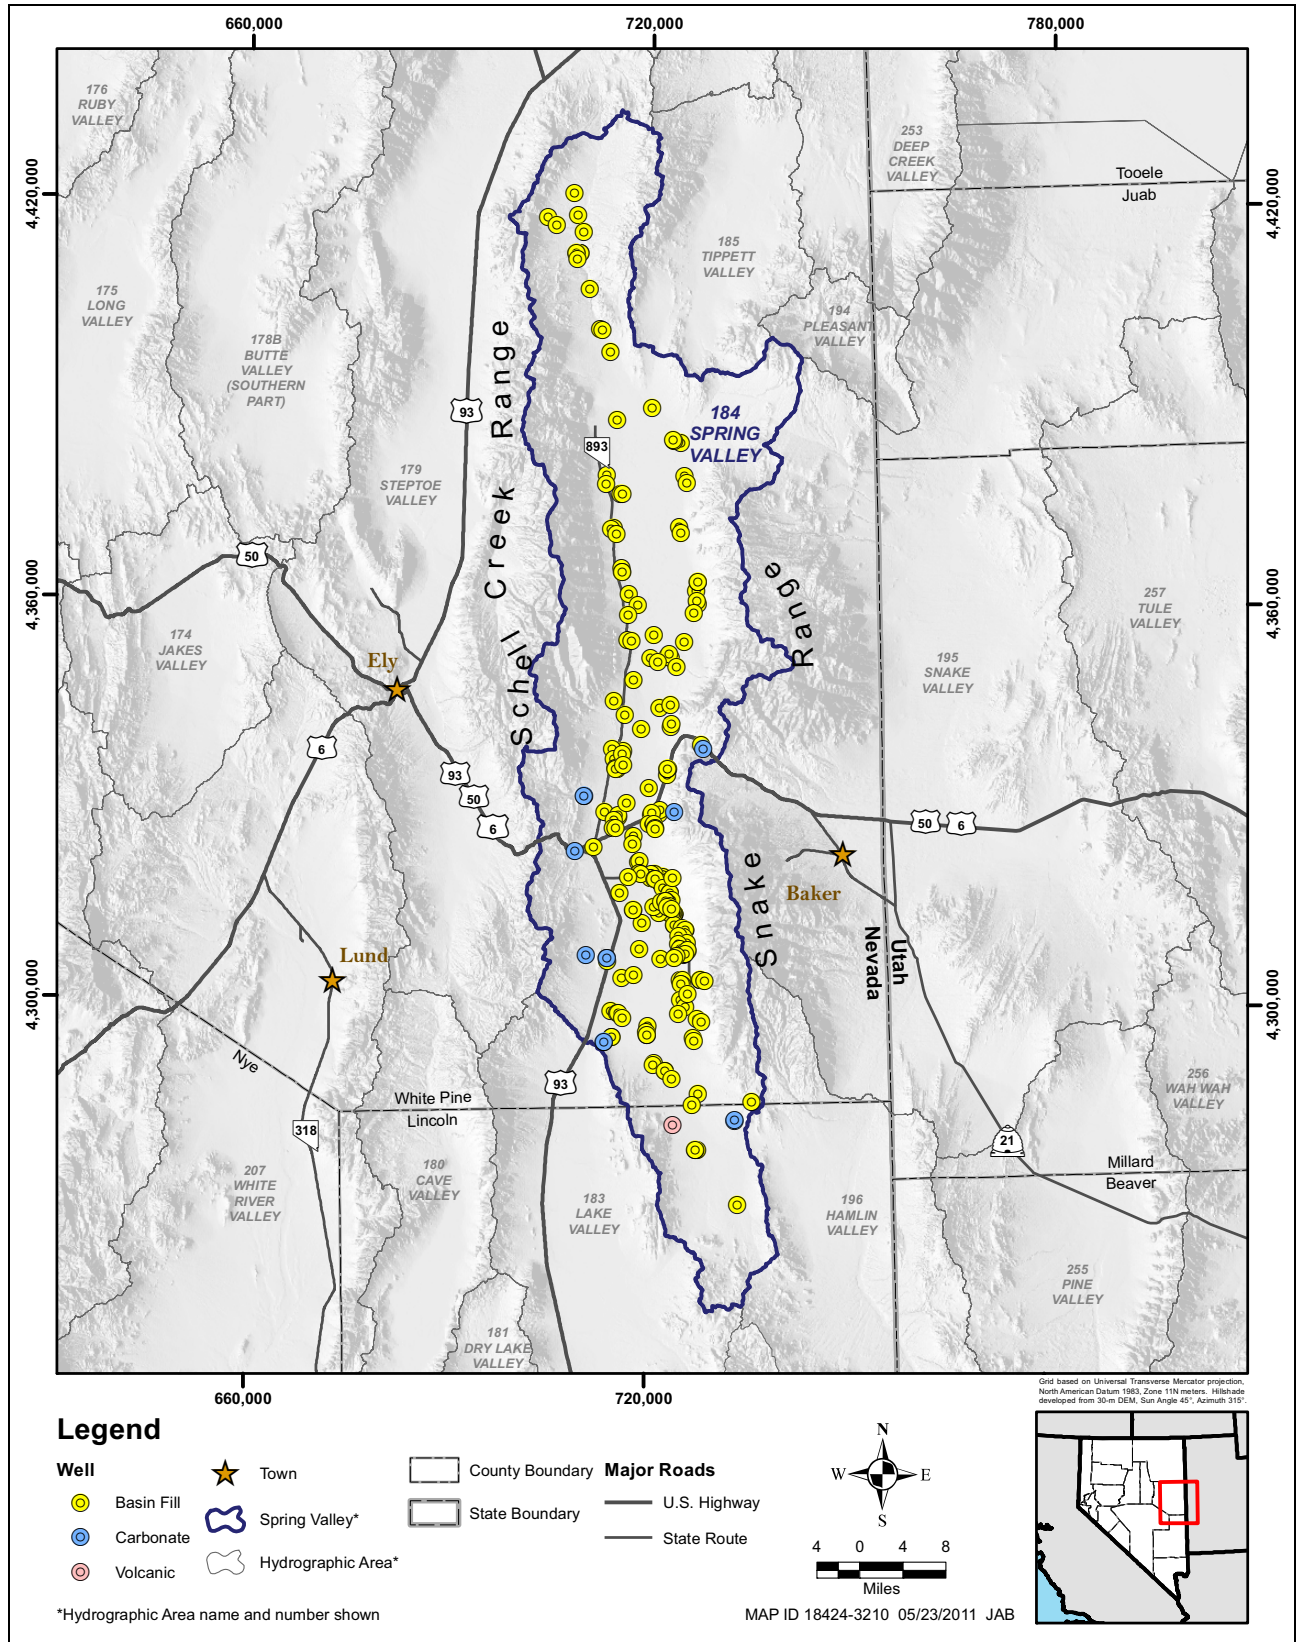 660,000
720,000
780,000
176
RUBY
VALLEY
253
DEEP
CREEK
VALLEY
Tooele
Juab
4,420,000
4,420,000
185
TIPPETT
VALLEY
175
LONG
VALLEY
194
PLEASANT
VALLEY
178B
BUTTE
VALLEY
(SOUTHERN
PART)
93
184
SPRING
VALLEY
893
179
STEPTOE
VALLEY
Schell Creek Range
50
4,360,000
4,360,000
257
TULE
VALLEY
174
JAKES
VALLEY
Snake Range
195
SNAKE
VALLEY
Ely
6
93
50
6
50
6
Baker
Lund
Nevada
Utah
4,300,000
4,300,000
Nye
93
White Pine
Lincoln
256
WAH WAH
VALLEY
318
21
Millard
Beaver
207
WHITE
RIVER
VALLEY
180
CAVE
VALLEY
183
LAKE
VALLEY
196
HAMLIN
VALLEY
255
PINE
VALLEY
181
DRY LAKE
VALLEY
660,000
720,000
Grid based on Universal Transverse Mercator projection,
North American Datum 1983, Zone 11N meters. Hillshade
developed from 30-m DEM, Sun Angle 45°, Azimuth 315°.
Legend
Well
Basin Fill
Carbonate
Volcanic
Town
Spring Valley*
Hydrographic Area*
County Boundary
State Boundary
Major Roads
U.S. Highway
State Route
N
W
E
S
4 0 4 8
Miles
*Hydrographic Area name and number shown
MAP ID 18424-3210 05/23/2011 JAB